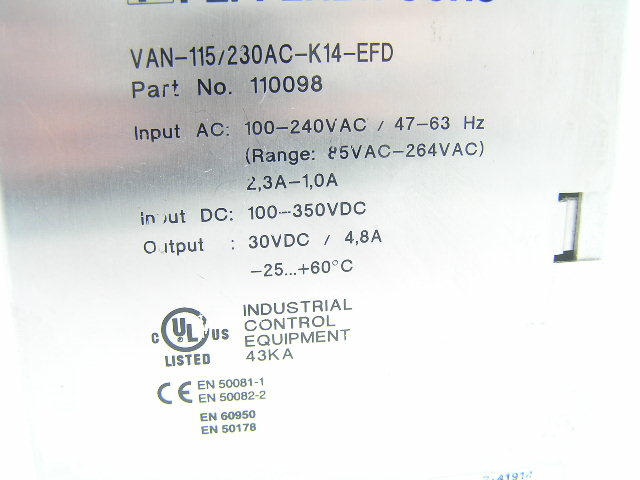 VAN-115/230AC-K14-EFD
Part No. 110098
Input AC: 100-240VAC / 47-63 Hz
(Range: 85VAC-264VAC)
2,3A-1,0A
Input DC: 100-350VDC
Output : 30VDC / 4,8A
-25...+60°C
C UL US
LISTED
INDUSTRIAL
CONTROL
EQUIPMENT
43KA
CE
EN 50081-1
EN 50082-2
EN 60950
EN 50178